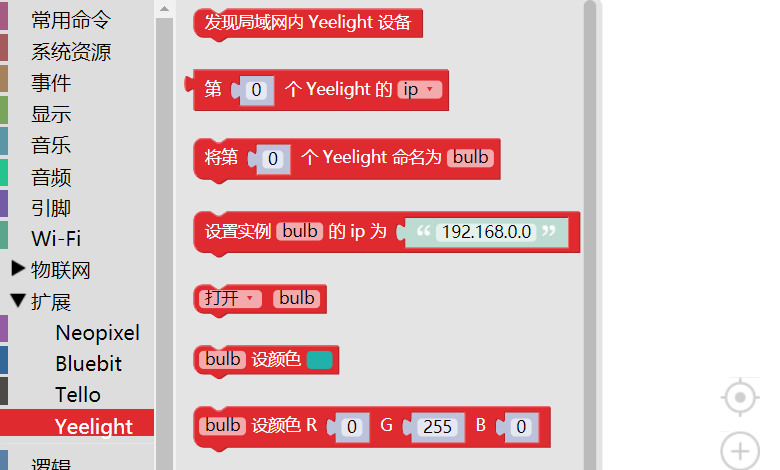 常用命令
系统资源
事件
显示
音乐
音频
引脚
Wi-Fi
物联网
扩展
Neopixel
Bluebit
Tello
Yeelight
逻辑
发现局域网内 Yeelight 设备
第 0 个 Yeelight 的 ip
将第 0 个 Yeelight 命名为 bulb
设置实例 bulb 的 ip 为 “ 192.168.0.0 ”
打开 bulb
bulb 设颜色
bulb 设颜色 R 0 G 255 B 0